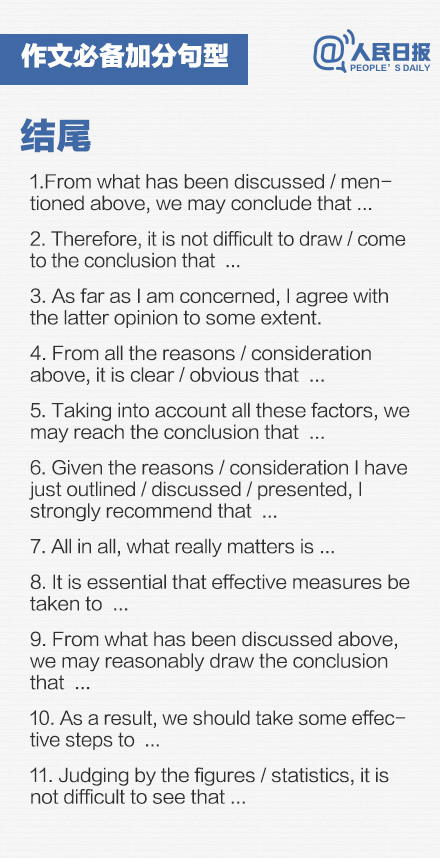 作文必备加分句型
@人民日报
PEOPLE'S DAILY
结尾
1.From what has been discussed / men-
tioned above, we may conclude that ...
2. Therefore, it is not difficult to draw / come
to the conclusion that ...
3. As far as I am concerned, I agree with
the latter opinion to some extent.
4. From all the reasons / consideration
above, it is clear / obvious that ...
5. Taking into account all these factors, we
may reach the conclusion that ...
6. Given the reasons / consideration I have
just outlined / discussed / presented, I
strongly recommend that ...
7. All in all, what really matters is ...
8. It is essential that effective measures be
taken to ...
9. From what has been discussed above,
we may reasonably draw the conclusion
that ...
10. As a result, we should take some effec-
tive steps to ...
11. Judging by the figures / statistics, it is
not difficult to see that ...